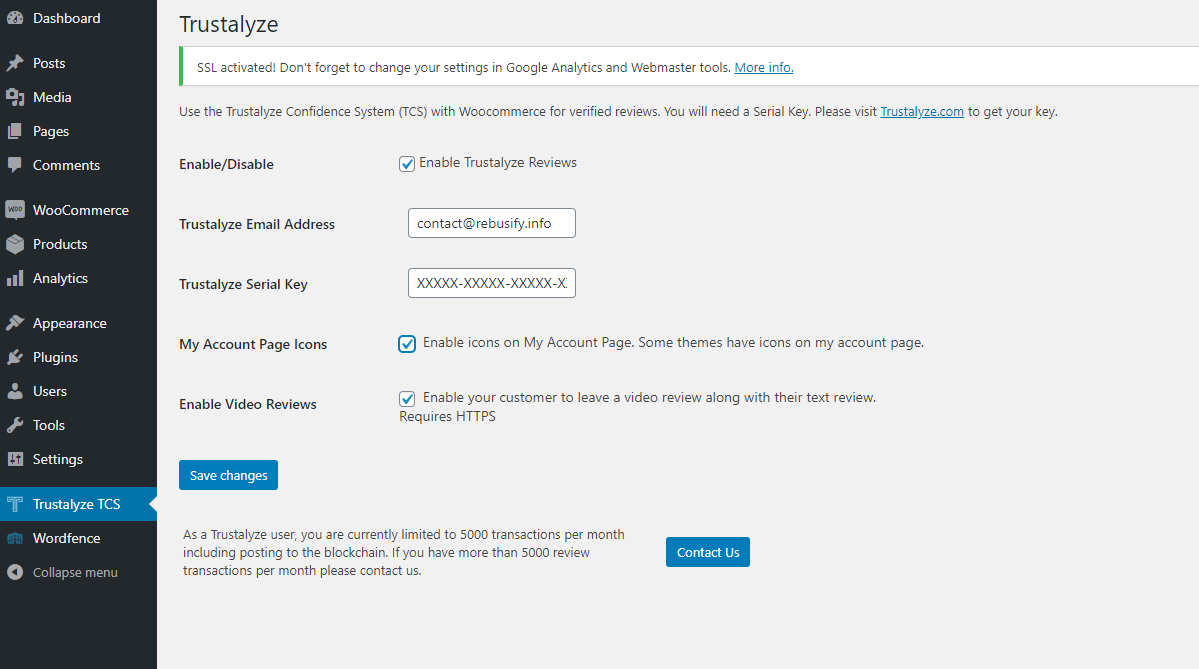 Dashboard
Posts
Media
Pages
Comments
WOO
WooCommerce
Products
Analytics
Appearance
Plugins
Users
Tools
Settings
Trustalyze TCS
Wordfence
Collapse menu
Trustalyze
SSL activated! Don't forget to change your settings in Google Analytics and Webmaster tools. More info.
Use the Trustalyze Confidence System (TCS) with Woocommerce for verified reviews. You will need a Serial Key. Please visit Trustalyze.com to get your key.
Enable/Disable
Enable Trustalyze Reviews
Trustalyze Email Address
contact@rebusify.info
Trustalyze Serial Key
XXXXX-XXXXX-XXXXX-X
My Account Page Icons
Enable icons on My Account Page. Some themes have icons on my account page.
Enable Video Reviews
Enable your customer to leave a video review along with their text review.
Requires HTTPS
Save changes
As a Trustalyze user, you are currently limited to 5000 transactions per month
including posting to the blockchain. If you have more than 5000 review
transactions per month please contact us.
Contact Us